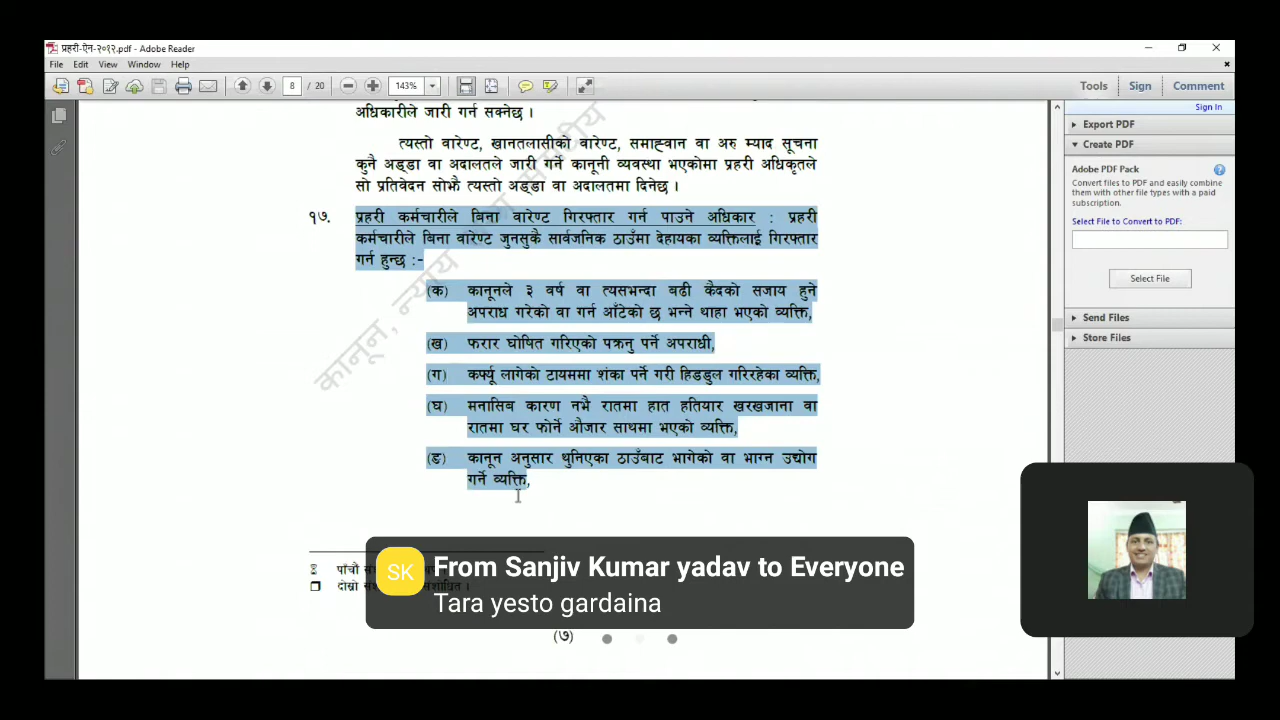 प्रहरी-ऐन-२०१२.pdf - Adobe Reader
File Edit View Window Help
8 / 20 143% Tools Sign Comment
Sign In
Export PDF
Create PDF
Adobe PDF Pack
Convert files to PDF and easily combine
them with other file types with a paid
subscription.
Select File to Convert to PDF:
Select File
Send Files
Store Files
अधिकारीले जारी गर्न सक्नेछ ।
त्यस्तो वारेण्ट, खानतलासीको वारेण्ट, समाह्वान वा अरु म्याद सूचना
कुनै अड्डा वा अदालतले जारी गर्ने कानूनी व्यवस्था भएकोमा प्रहरी अधिकृतले
सो प्रतिवेदन सोझै त्यस्तो अड्डा वा अदालतमा दिनेछ ।
१७. प्रहरी कर्मचारीले बिना वारेण्ट गिरफ्तार गर्न पाउने अधिकार : प्रहरी
कर्मचारीले बिना वारेण्ट जुनसुकै सार्वजनिक ठाउँमा देहायका व्यक्तिलाई गिरफ्तार
गर्न हुन्छ :-
(क) कानूनले ३ वर्ष वा त्यसभन्दा बढी कैदको सजाय हुने
अपराध गरेको वा गर्न आँटेको छ भन्ने थाहा भएको व्यक्ति,
(ख) फरार घोषित गरिएको पक्रनु पर्ने अपराधी,
(ग) कर्फ्यू लागेको टायममा शंका पर्ने गरी हिडडुल गरिरहेका व्यक्ति,
(घ) मनासिब कारण नभै रातमा हात हतियार खरखजाना वा
रातमा घर फोर्ने औजार साथमा भएको व्यक्ति,
(ङ) कानून अनुसार थुनिएका ठाउँबाट भागेको वा भाग्न उद्योग
गर्ने व्यक्ति,
कानून, न्याय
पाँचौं
दोस्रो
SK From Sanjiv Kumar yadav to Everyone
Tara yesto gardaina
(७)